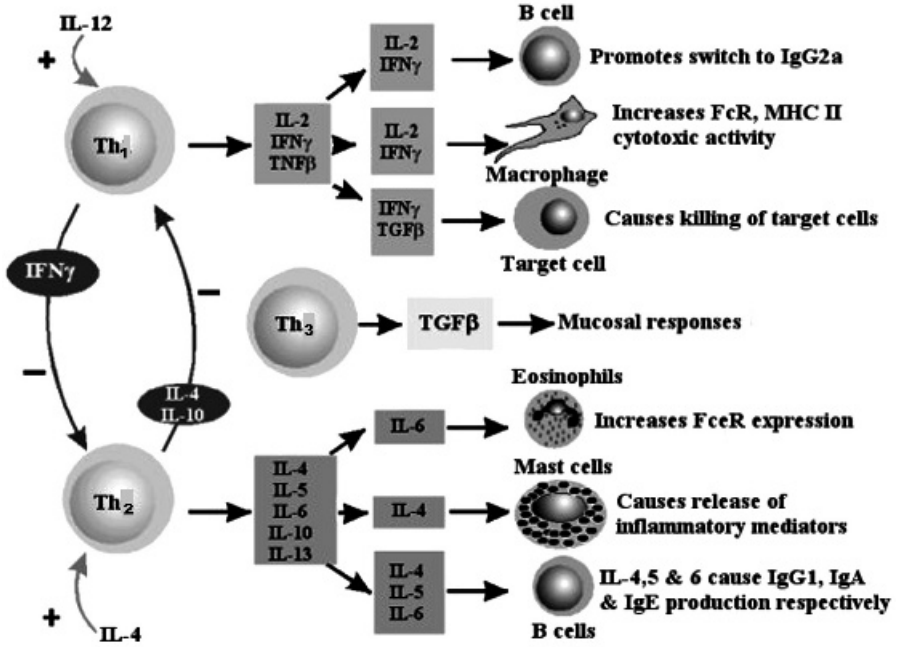 IL-12
+
Th1
IL-2
IFNγ
TNFβ
IL-2
IFNγ
B cell
Promotes switch to IgG2a
IL-2
IFNγ
Macrophage
Increases FcR, MHC II
cytotoxic activity
IFNγ
TGFβ
Target cell
Causes killing of target cells
IFNγ
–
–
IL-4
IL-10
Th3
TGFβ
Mucosal responses
Th2
+
IL-4
IL-4
IL-5
IL-6
IL-10
IL-13
IL-6
Eosinophils
Increases FceR expression
IL-4
Mast cells
Causes release of
inflammatory mediators
IL-4
IL-5
IL-6
B cells
IL-4,5 & 6 cause IgG1, IgA
& IgE production respectively